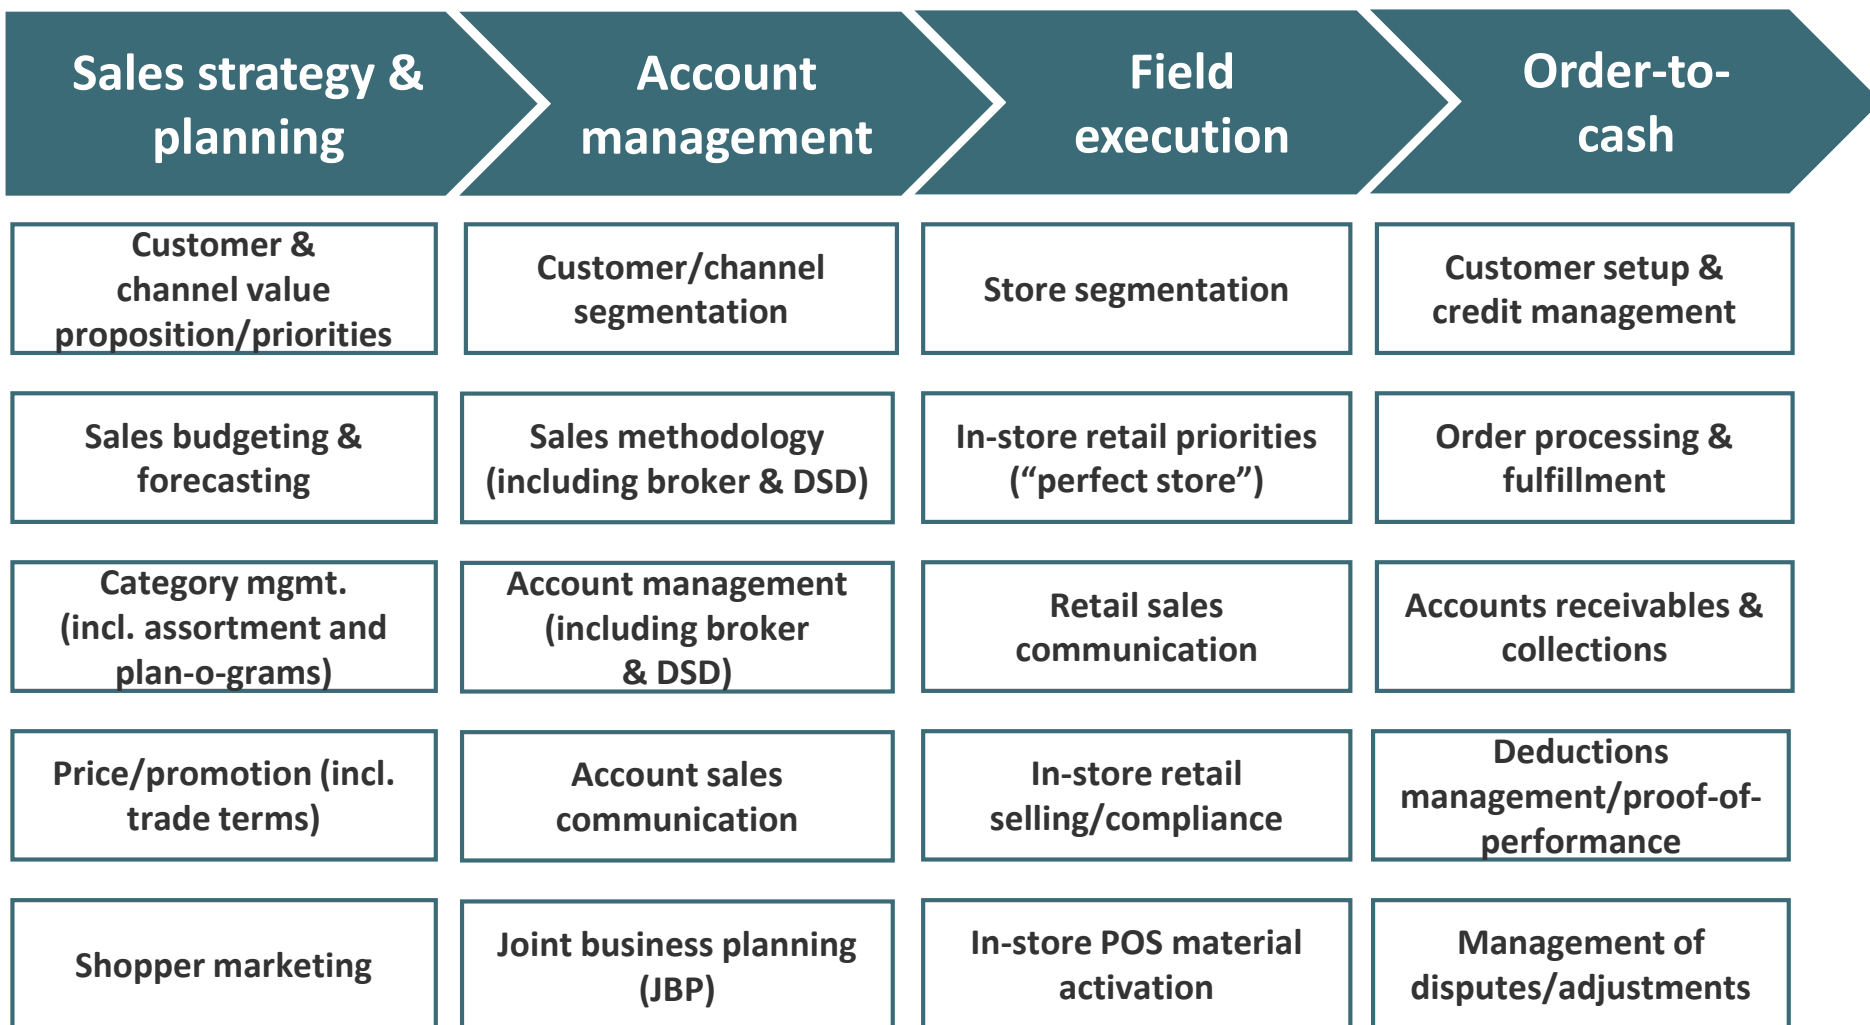 Sales strategy &
planning
Account
management
Field
execution
Order-to-
cash
Customer &
channel value
proposition/priorities
Customer/channel
segmentation
Store segmentation
Customer setup &
credit management
Sales budgeting &
forecasting
Sales methodology
(including broker & DSD)
In-store retail priorities
(“perfect store”)
Order processing &
fulfillment
Category mgmt.
(incl. assortment and
plan-o-grams)
Account management
(including broker
& DSD)
Retail sales
communication
Accounts receivables &
collections
Price/promotion (incl.
trade terms)
Account sales
communication
In-store retail
selling/compliance
Deductions
management/proof-of-
performance
Shopper marketing
Joint business planning
(JBP)
In-store POS material
activation
Management of
disputes/adjustments